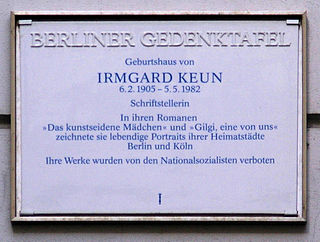 BERLINER GEDENKTAFEL
Geburtshaus von
IRMGARD KEUN
6.2.1905 – 5.5.1982
Schriftstellerin
In ihren Romanen
»Das kunstseidene Mädchen« und »Gilgi, eine von uns«
zeichnete sie lebendige Portraits ihrer Heimatstädte
Berlin und Köln
Ihre Werke wurden von den Nationalsozialisten verboten